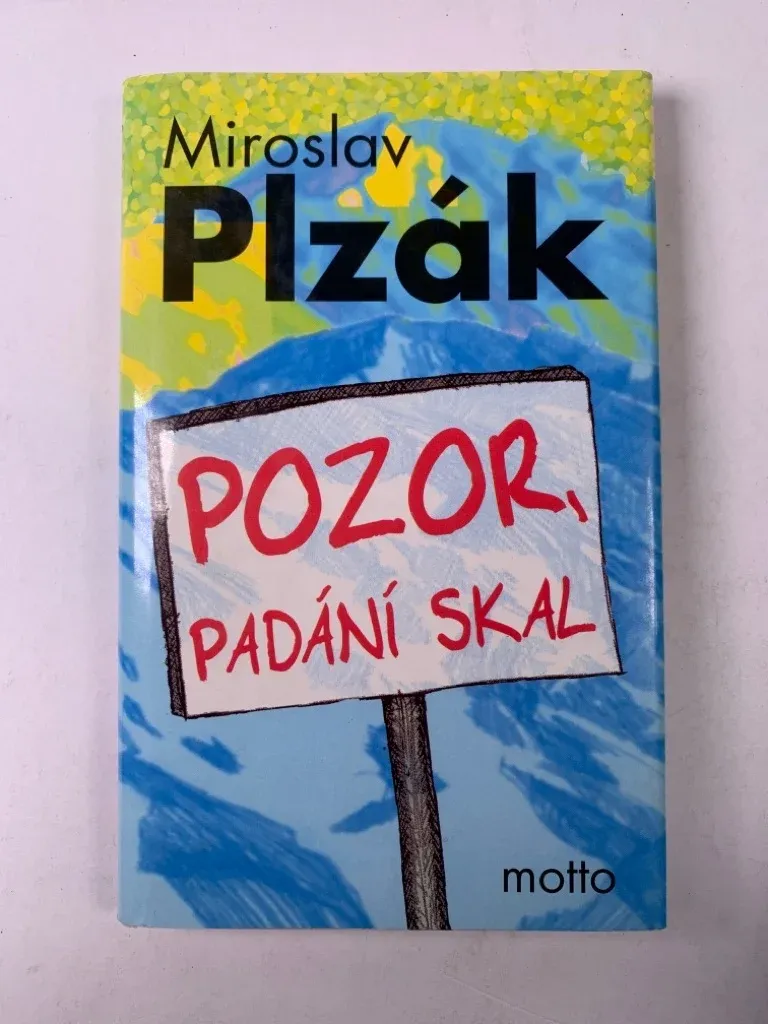 Miroslav
Plzák
POZOR,
PADÁNÍ SKAL
motto